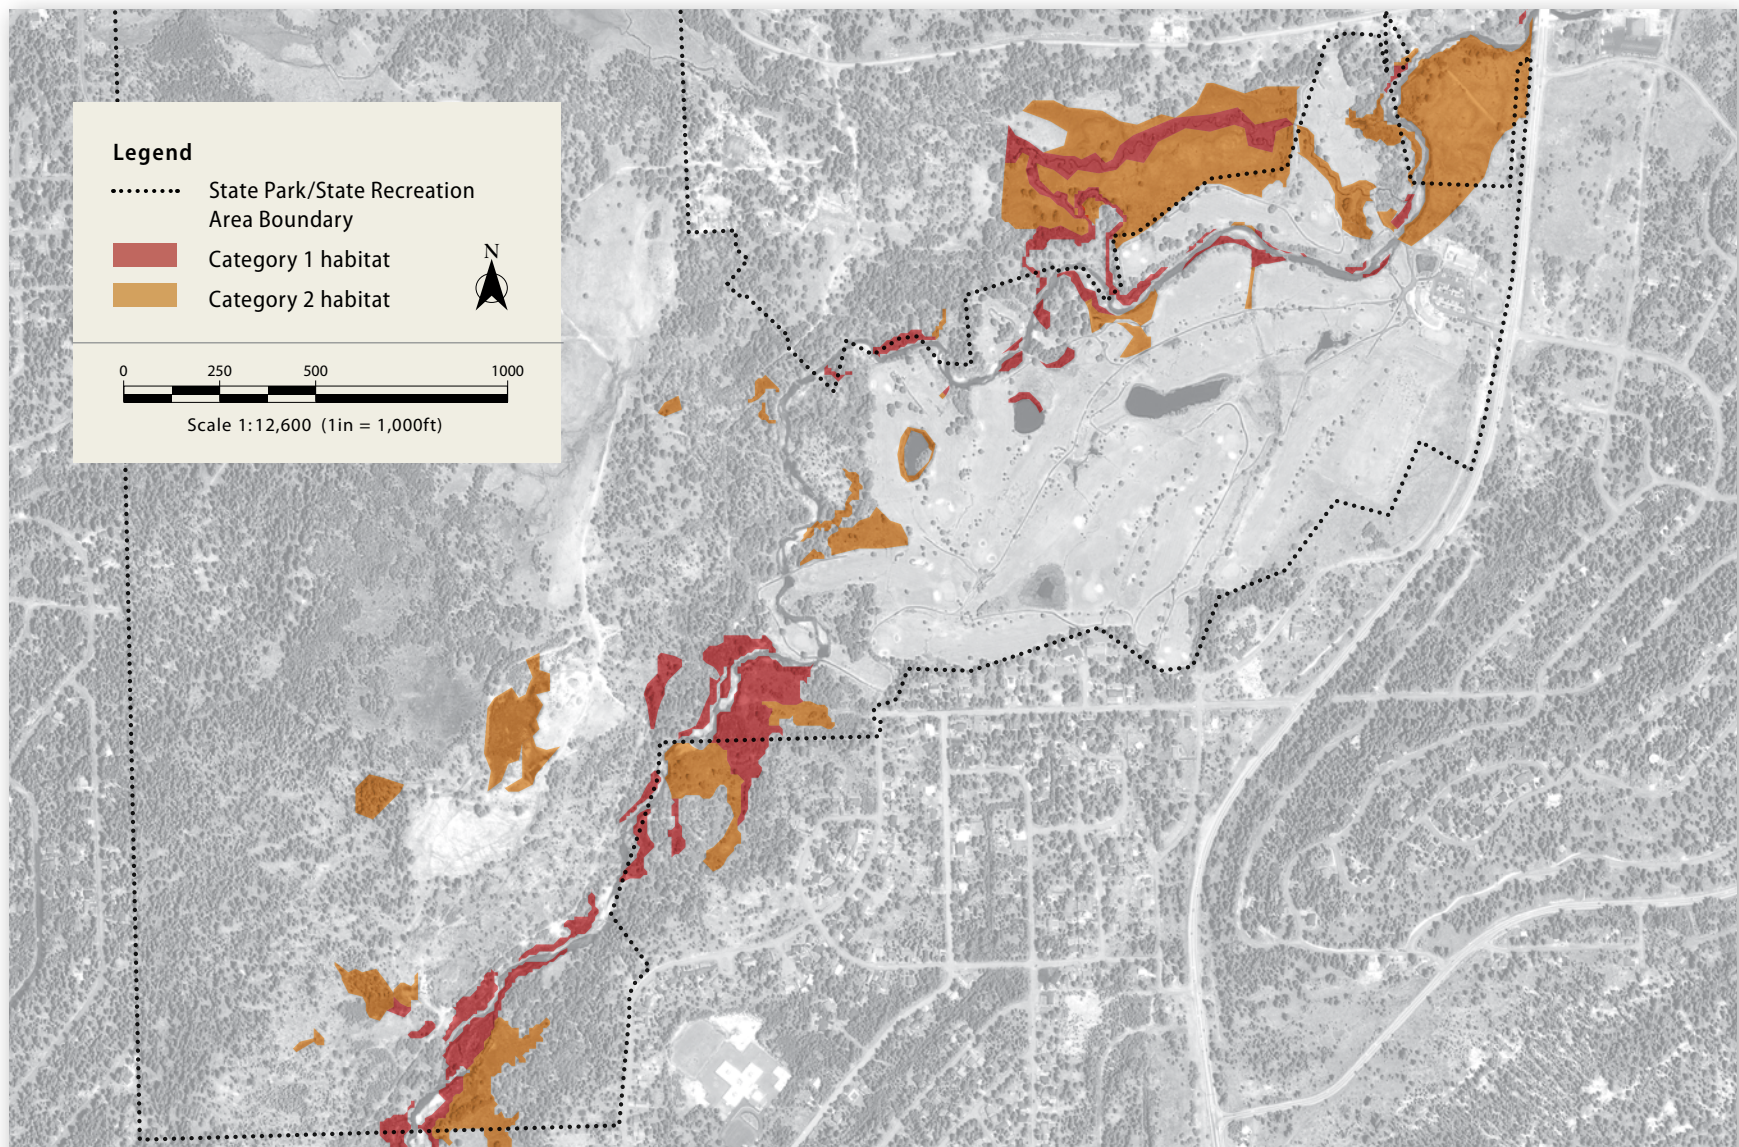 Legend
State Park/State Recreation
Area Boundary
Category 1 habitat
Category 2 habitat
N
0 250 500 1000
Scale 1:12,600 (1in = 1,000ft)